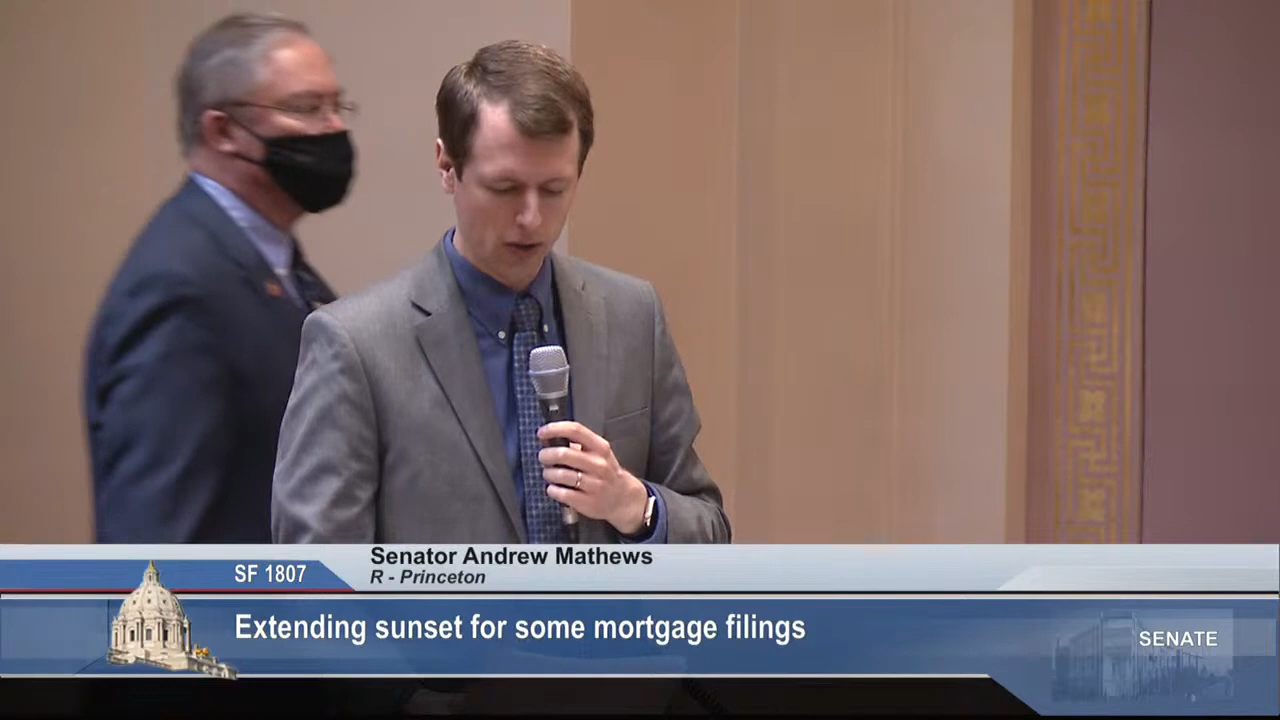 Senator Andrew Mathews
R - Princeton
SF 1807
Extending sunset for some mortgage filings
SENATE